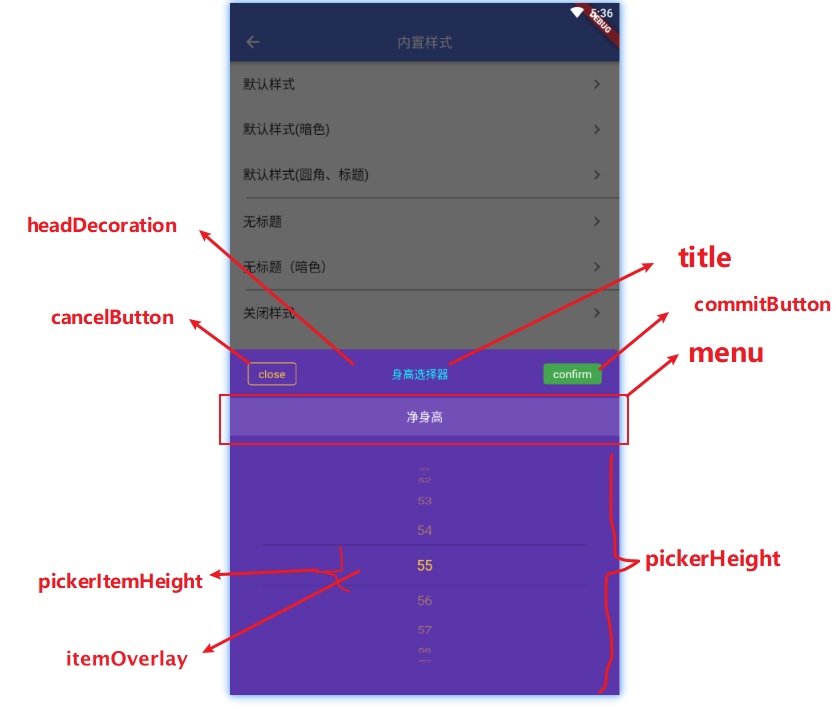 5:36
DEBUG
内置样式
默认样式
默认样式(暗色)
默认样式(圆角、标题)
headDecoration
无标题
title
无标题（暗色）
commitButton
cancelButton
关闭样式
menu
close
身高选择器
confirm
净身高
52
53
54
pickerHeight
55
pickerItemHeight
56
57
58
itemOverlay